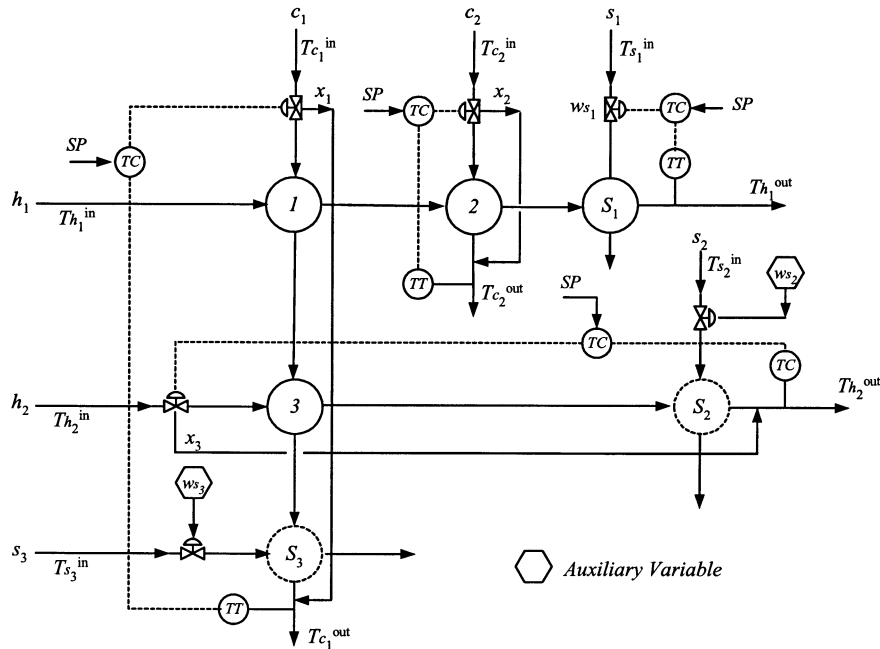 c₁ c₂ s₁
Tc₁ⁱⁿ Tc₂ⁱⁿ Ts₁ⁱⁿ
x₁ SP TC x₂ ws₁ TC SP
SP TC TT
h₁ Th₁ⁱⁿ 1 2 S₁ Th₁ᵒᵘᵗ
s₂ Ts₂ⁱⁿ ws₂
TT Tc₂ᵒᵘᵗ SP
TC TC
h₂ Th₂ⁱⁿ 3 S₂ Th₂ᵒᵘᵗ
x₃
ws₃
s₃ Ts₃ⁱⁿ S₃ Auxiliary Variable
TT Tc₁ᵒᵘᵗ